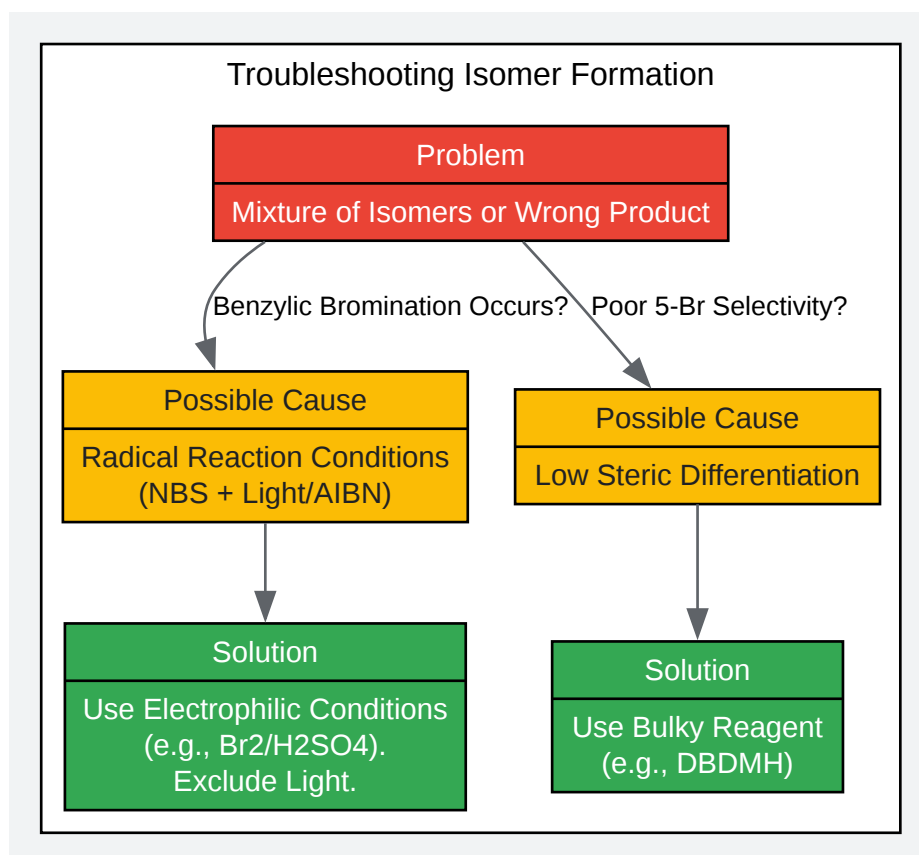 Troubleshooting Isomer Formation
Problem
Mixture of Isomers or Wrong Product
Benzylic Bromination Occurs?
Poor 5-Br Selectivity?
Possible Cause
Radical Reaction Conditions
(NBS + Light/AIBN)
Possible Cause
Low Steric Differentiation
Solution
Use Electrophilic Conditions
(e.g., Br2/H2SO4).
Exclude Light.
Solution
Use Bulky Reagent
(e.g., DBDMH)